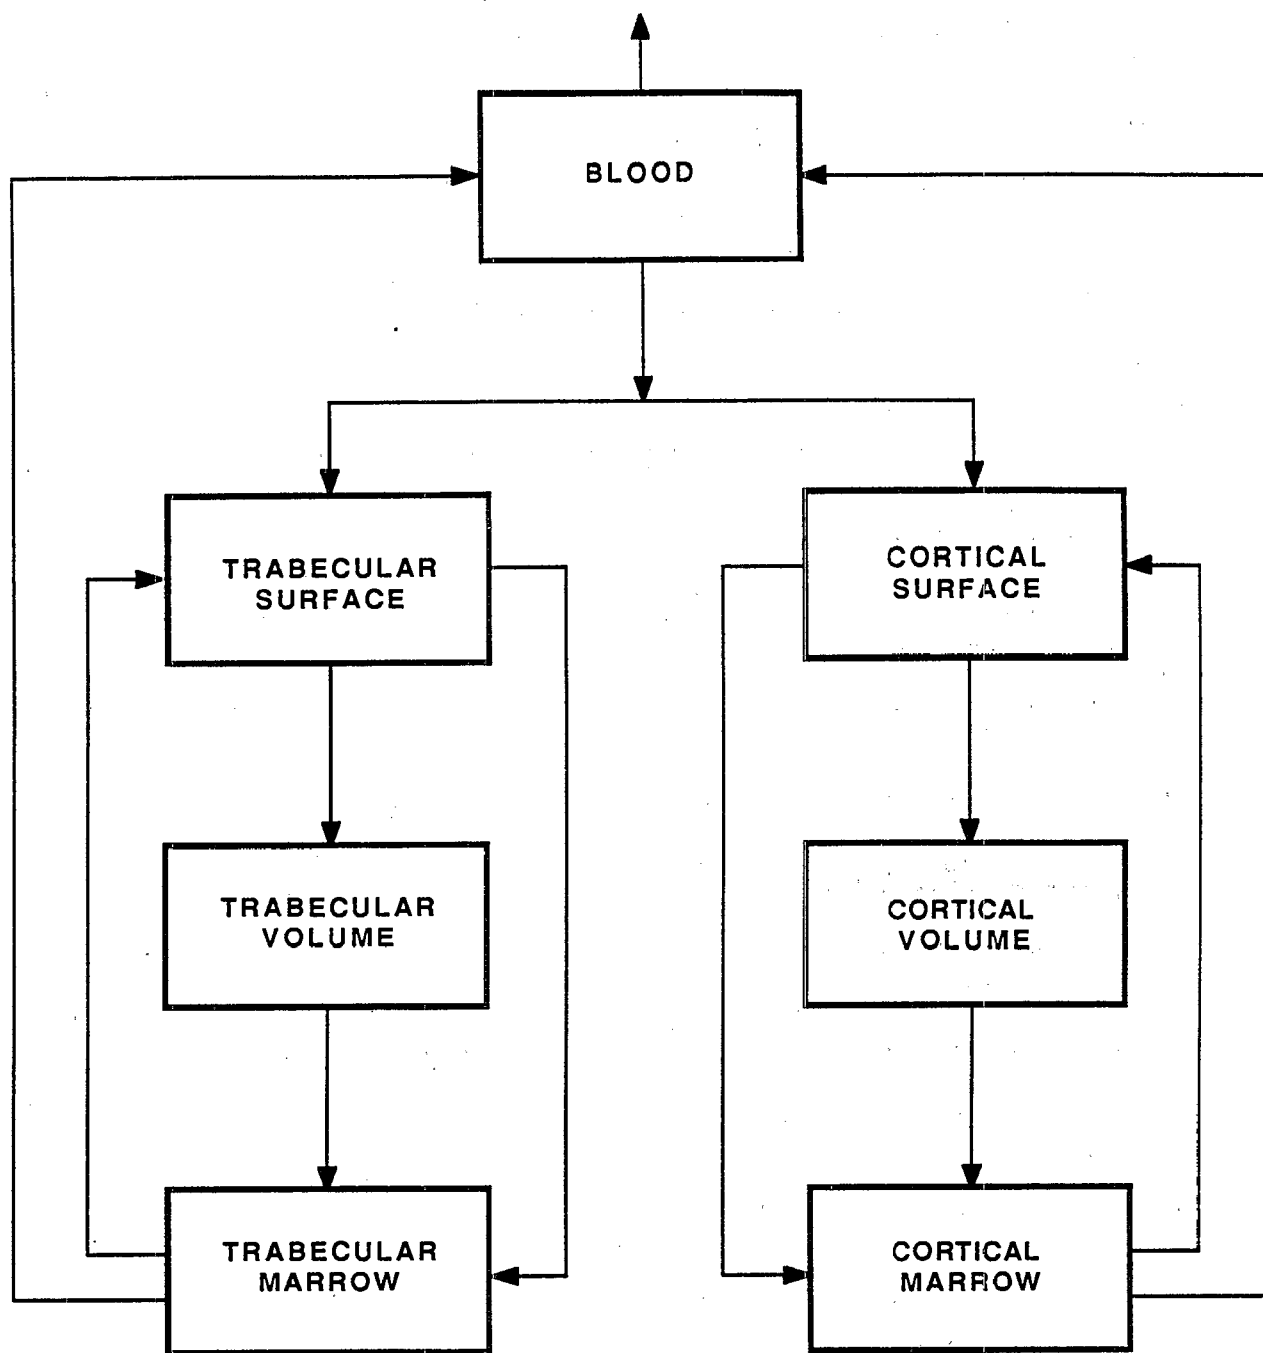 BLOOD
TRABECULAR
SURFACE
CORTICAL
SURFACE
TRABECULAR
VOLUME
CORTICAL
VOLUME
TRABECULAR
MARROW
CORTICAL
MARROW